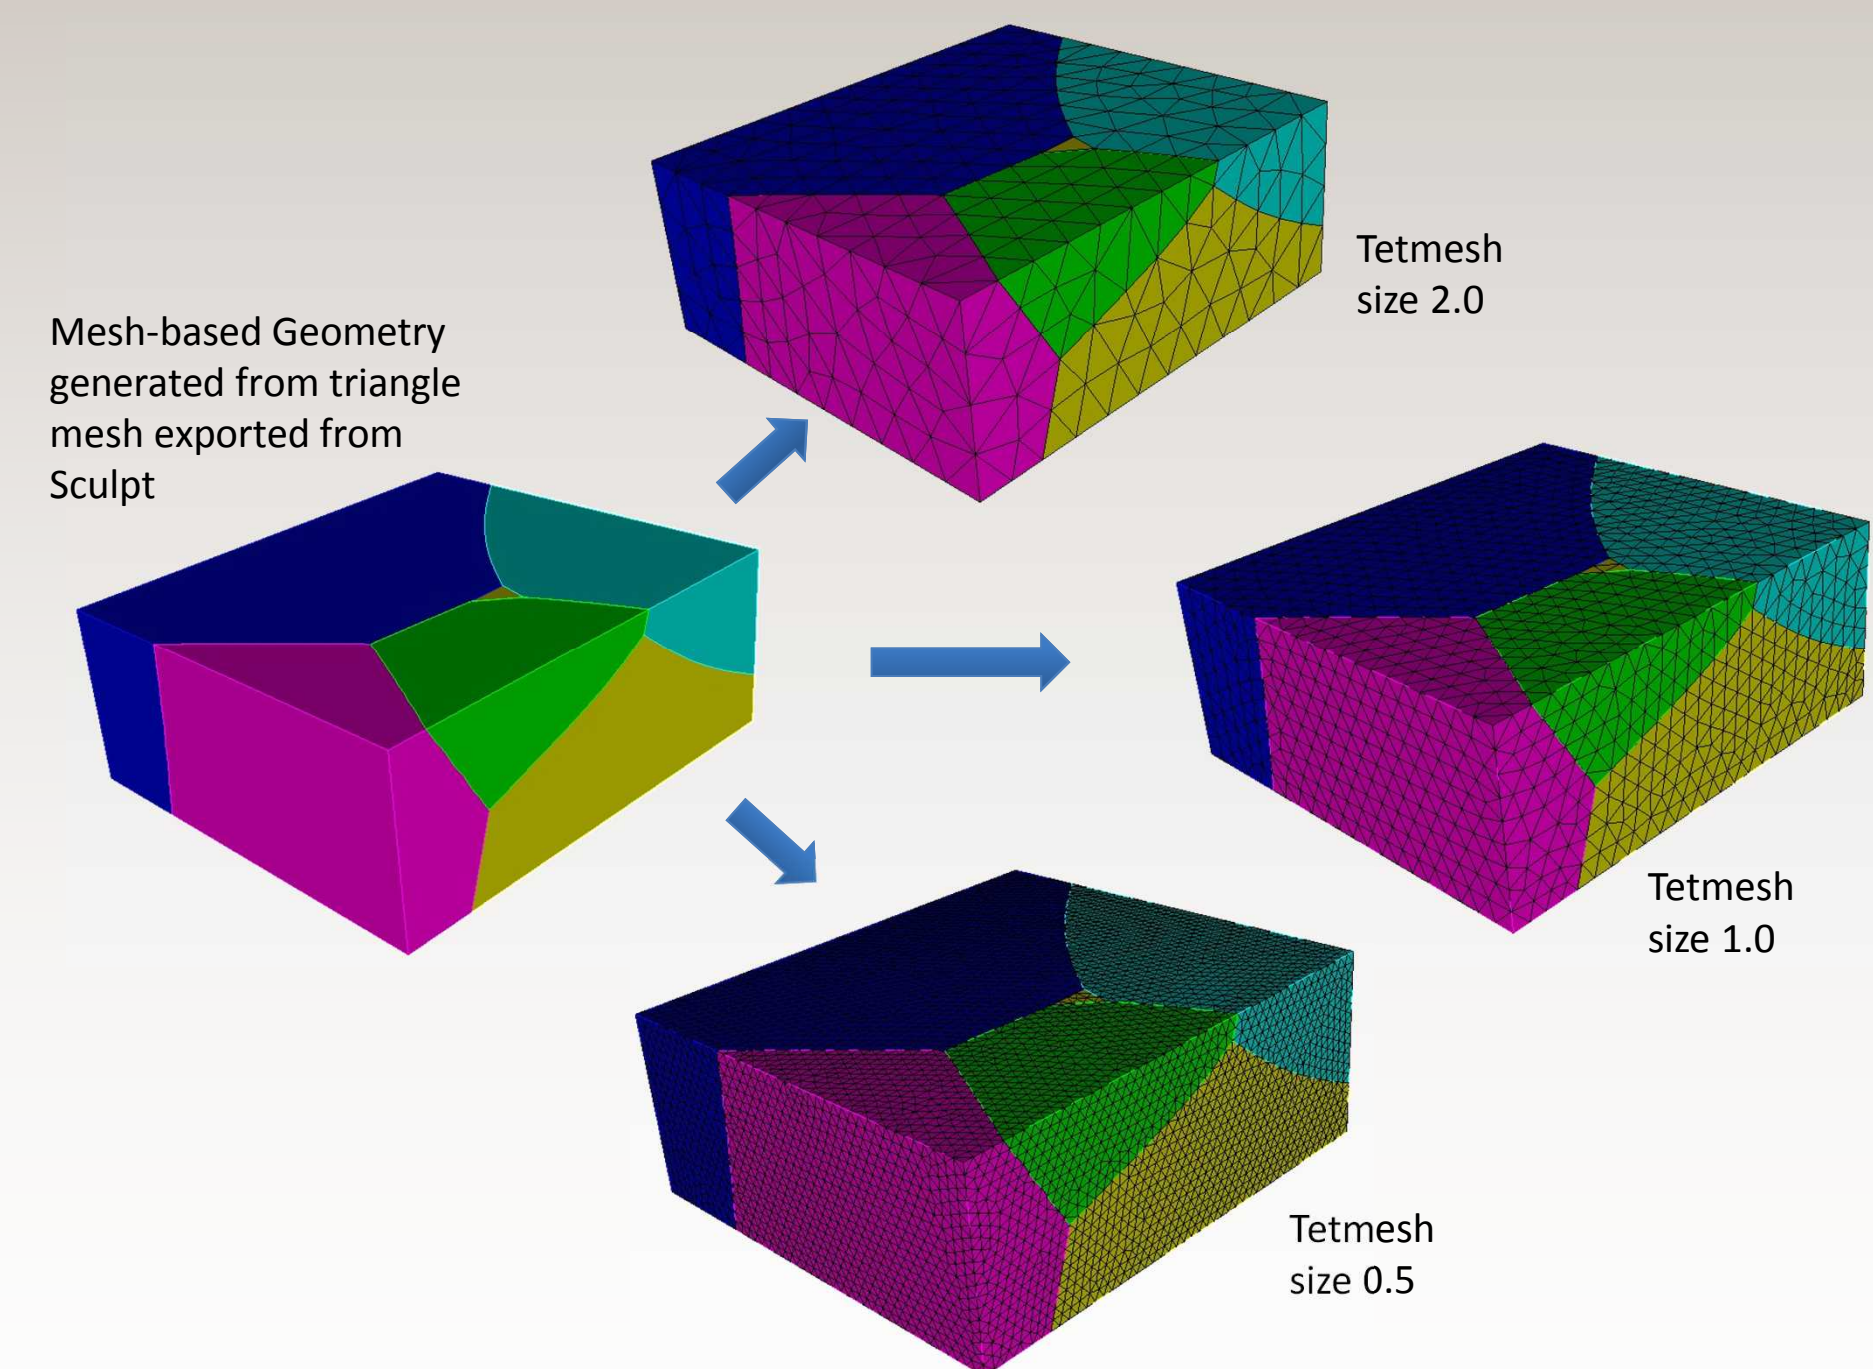 Mesh-based Geometry
generated from triangle
mesh exported from
Sculpt
Tetmesh
size 2.0
Tetmesh
size 1.0
Tetmesh
size 0.5